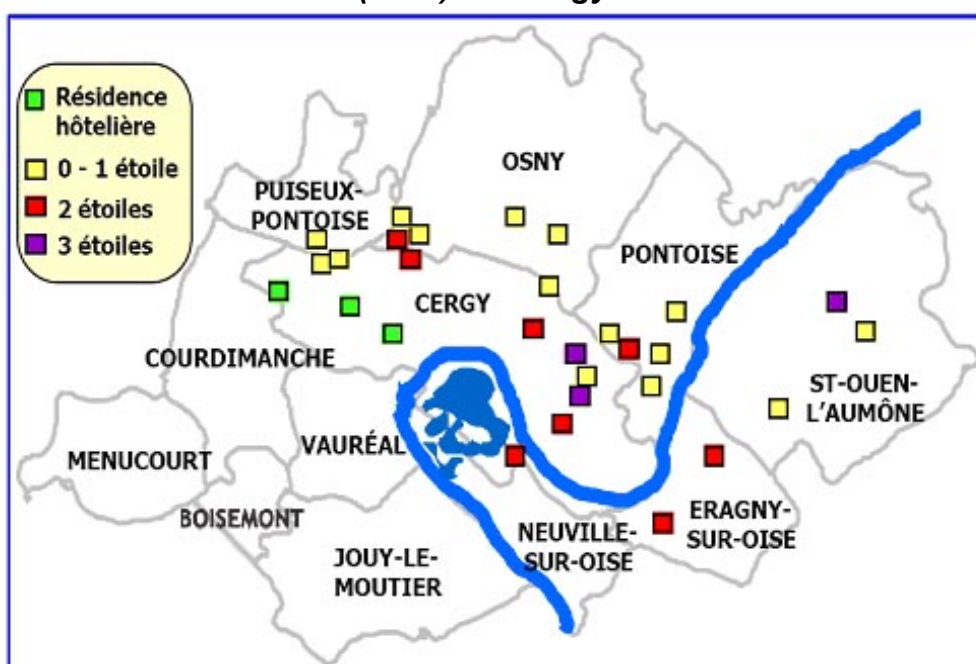 Résidence
hôtelière
0 - 1 étoile
2 étoiles
3 étoiles
OSNY
PUISEUX-
PONTOISE
PONTOISE
CERGY
COURDIMANCHE
ST-OUEN-
L'AUMÔNE
VAURÉAL
MENUCOURT
BOISEMONT
ERAGNY-
SUR-OISE
NEUVILLE-
SUR-OISE
JOUY-LE-
MOUTIER